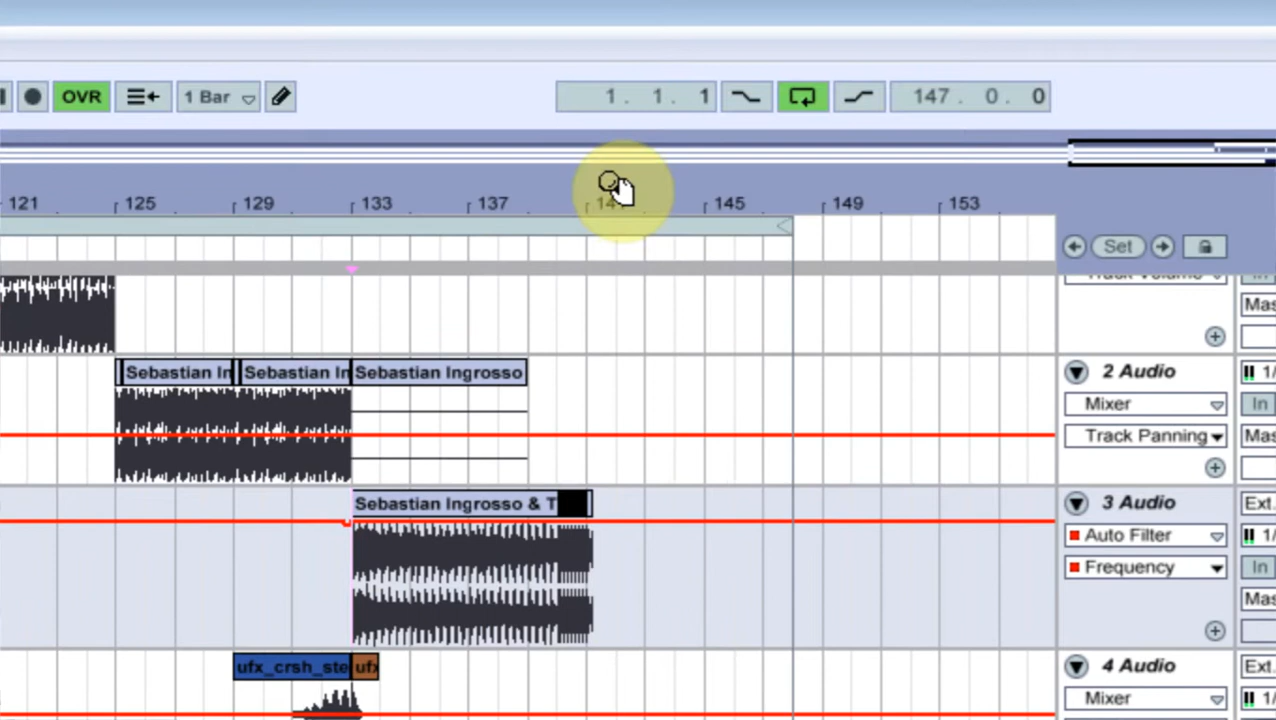 OVR 1 Bar 1. 1. 1 147. 0. 0
121 125 129 133 137 145 149 153
Set
2 Audio
Sebastian In Sebastian In Sebastian Ingrosso
Mixer
Track Panning
Mas
3 Audio
Sebastian Ingrosso & T
Ext.
Auto Filter
Frequency
In
Mas
4 Audio
ufx_crsh_ste ufx
Ext.
Mixer